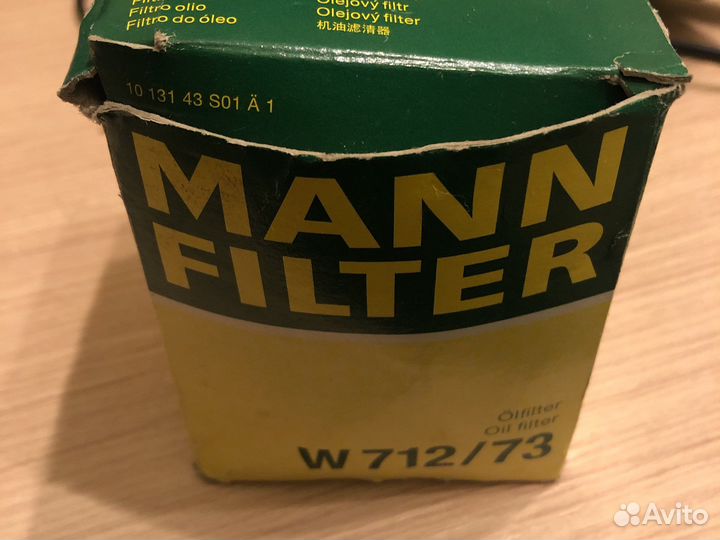 Filtro olio
Filtro do óleo
Olejový filtr
Olejový filter
机油滤清器
10 131 43 S01 Ä 1
MANN
FILTER
Ölfilter
Oil filter
W 712/73
Avito